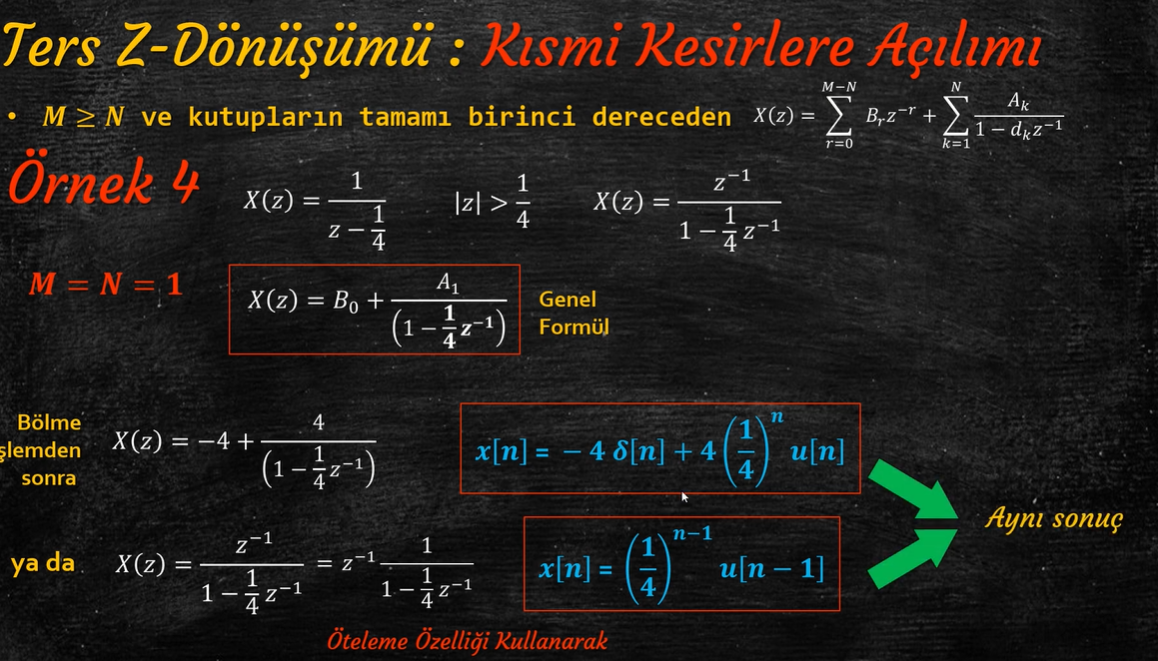 Ters Z-Dönüşümü : Kısmi Kesirlere Açılımı
• M ≥ N ve kutupların tamamı birinci dereceden X(z) = ∑_{r=0}^{M−N} B_r z^{−r} + ∑_{k=1}^{N} A_k / (1 − d_k z^{−1})
Örnek 4 X(z) = 1 / (z − 1/4) |z| > 1/4 X(z) = z^{−1} / (1 − 1/4 z^{−1})
M = N = 1 X(z) = B_0 + A_1 / (1 − 1/4 z^{−1}) Genel
Formül
Bölme
şlemden
sonra
X(z) = −4 + 4 / (1 − 1/4 z^{−1}) x[n] = − 4 δ[n] + 4 (1/4)^n u[n]
Aynı sonuç
ya da X(z) = z^{−1} / (1 − 1/4 z^{−1}) = z^{−1} 1 / (1 − 1/4 z^{−1}) x[n] = (1/4)^{n−1} u[n − 1]
Öteleme Özelliği Kullanarak